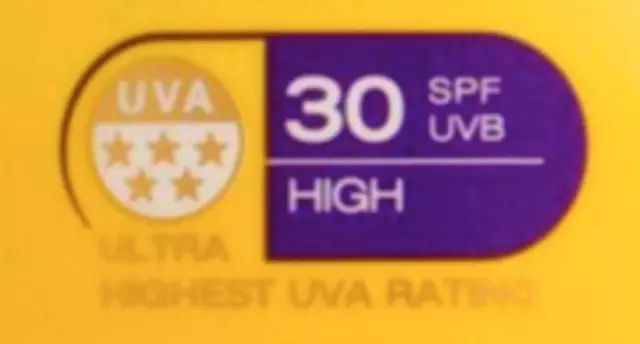 UVA
30 SPF
UVB
HIGH
ULTRA
HIGHEST UVA RATING